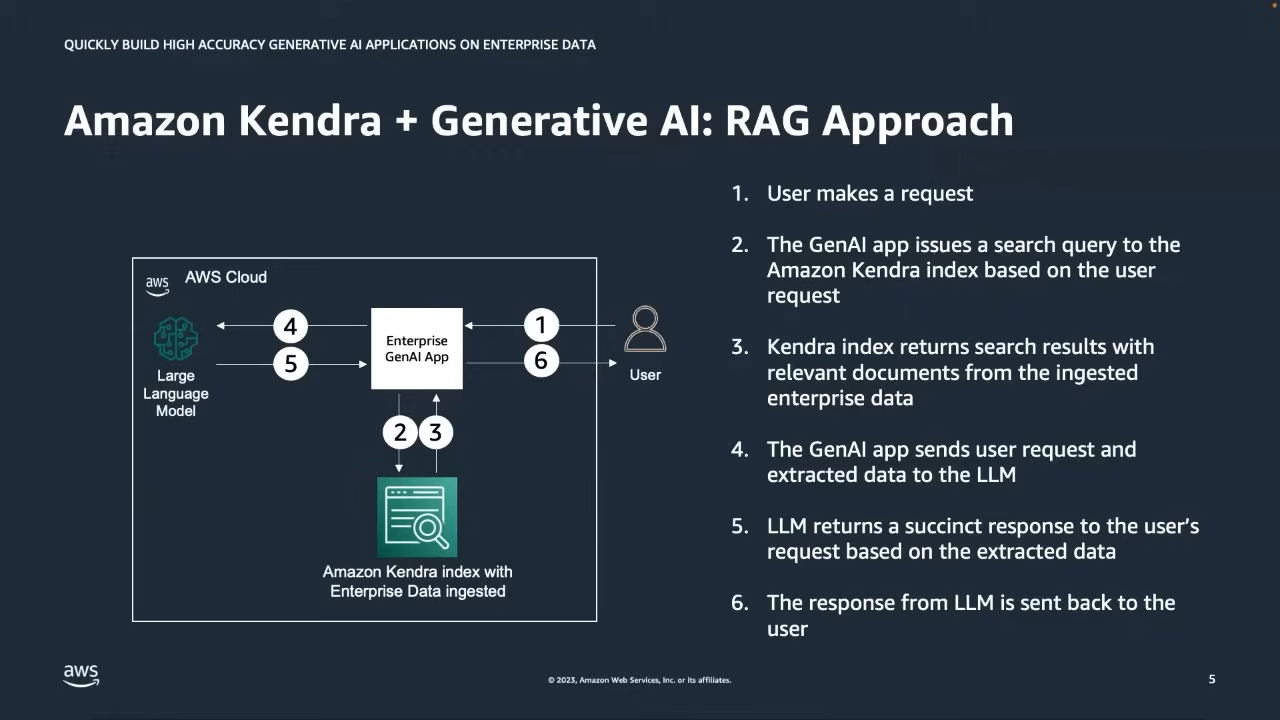 QUICKLY BUILD HIGH ACCURACY GENERATIVE AI APPLICATIONS ON ENTERPRISE DATA
Amazon Kendra + Generative AI: RAG Approach
aws
AWS Cloud
4
5
Large
Language
Model
Enterprise
GenAI App
1
6
User
2
3
Amazon Kendra index with
Enterprise Data ingested
1. User makes a request
2. The GenAI app issues a search query to the
Amazon Kendra index based on the user
request
3. Kendra index returns search results with
relevant documents from the ingested
enterprise data
4. The GenAI app sends user request and
extracted data to the LLM
5. LLM returns a succinct response to the user’s
request based on the extracted data
6. The response from LLM is sent back to the
user
aws
© 2023, Amazon Web Services, Inc. or its affiliates.
5